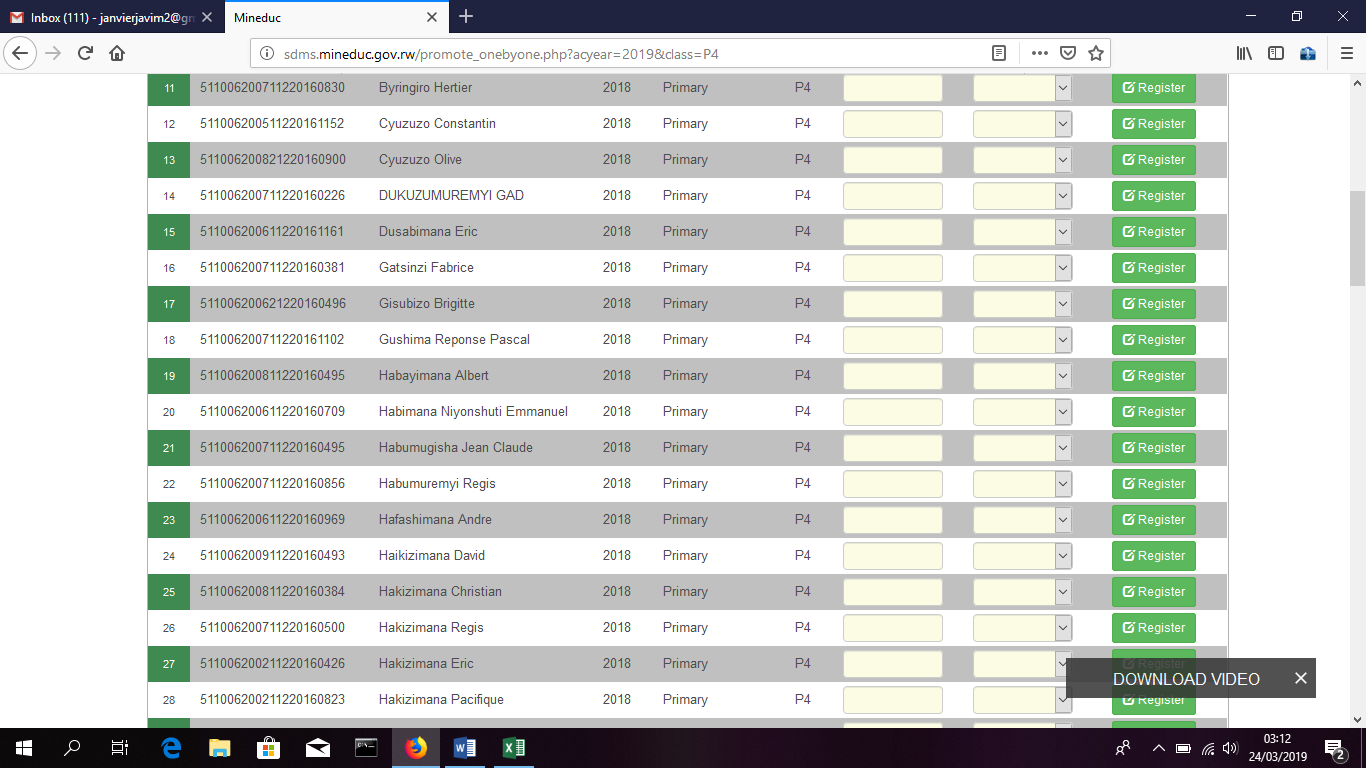 Inbox (111) - janvierjavim2@gm
Mineduc
sdms.mineduc.gov.rw/promote_onebyone.php?acyear=2019&class=P4
11 511006200711220160830 Byringiro Hertier 2018 Primary P4 Register
12 511006200511220161152 Cyuzuzo Constantin 2018 Primary P4 Register
13 511006200821220160900 Cyuzuzo Olive 2018 Primary P4 Register
14 511006200711220160226 DUKUZUMUREMYI GAD 2018 Primary P4 Register
15 511006200611220161161 Dusabimana Eric 2018 Primary P4 Register
16 511006200711220160381 Gatsinzi Fabrice 2018 Primary P4 Register
17 511006200621220160496 Gisubizo Brigitte 2018 Primary P4 Register
18 511006200711220161102 Gushima Reponse Pascal 2018 Primary P4 Register
19 511006200811220160495 Habayimana Albert 2018 Primary P4 Register
20 511006200611220160709 Habimana Niyonshuti Emmanuel 2018 Primary P4 Register
21 511006200711220160495 Habumugisha Jean Claude 2018 Primary P4 Register
22 511006200711220160856 Habumuremyi Regis 2018 Primary P4 Register
23 511006200611220160969 Hafashimana Andre 2018 Primary P4 Register
24 511006200911220160493 Haikizimana David 2018 Primary P4 Register
25 511006200811220160384 Hakizimana Christian 2018 Primary P4 Register
26 511006200711220160500 Hakizimana Regis 2018 Primary P4 Register
27 511006200211220160426 Hakizimana Eric 2018 Primary P4 Register
DOWNLOAD VIDEO
28 511006200211220160823 Hakizimana Pacifique 2018 Primary P4 Register
03:12
24/03/2019
2